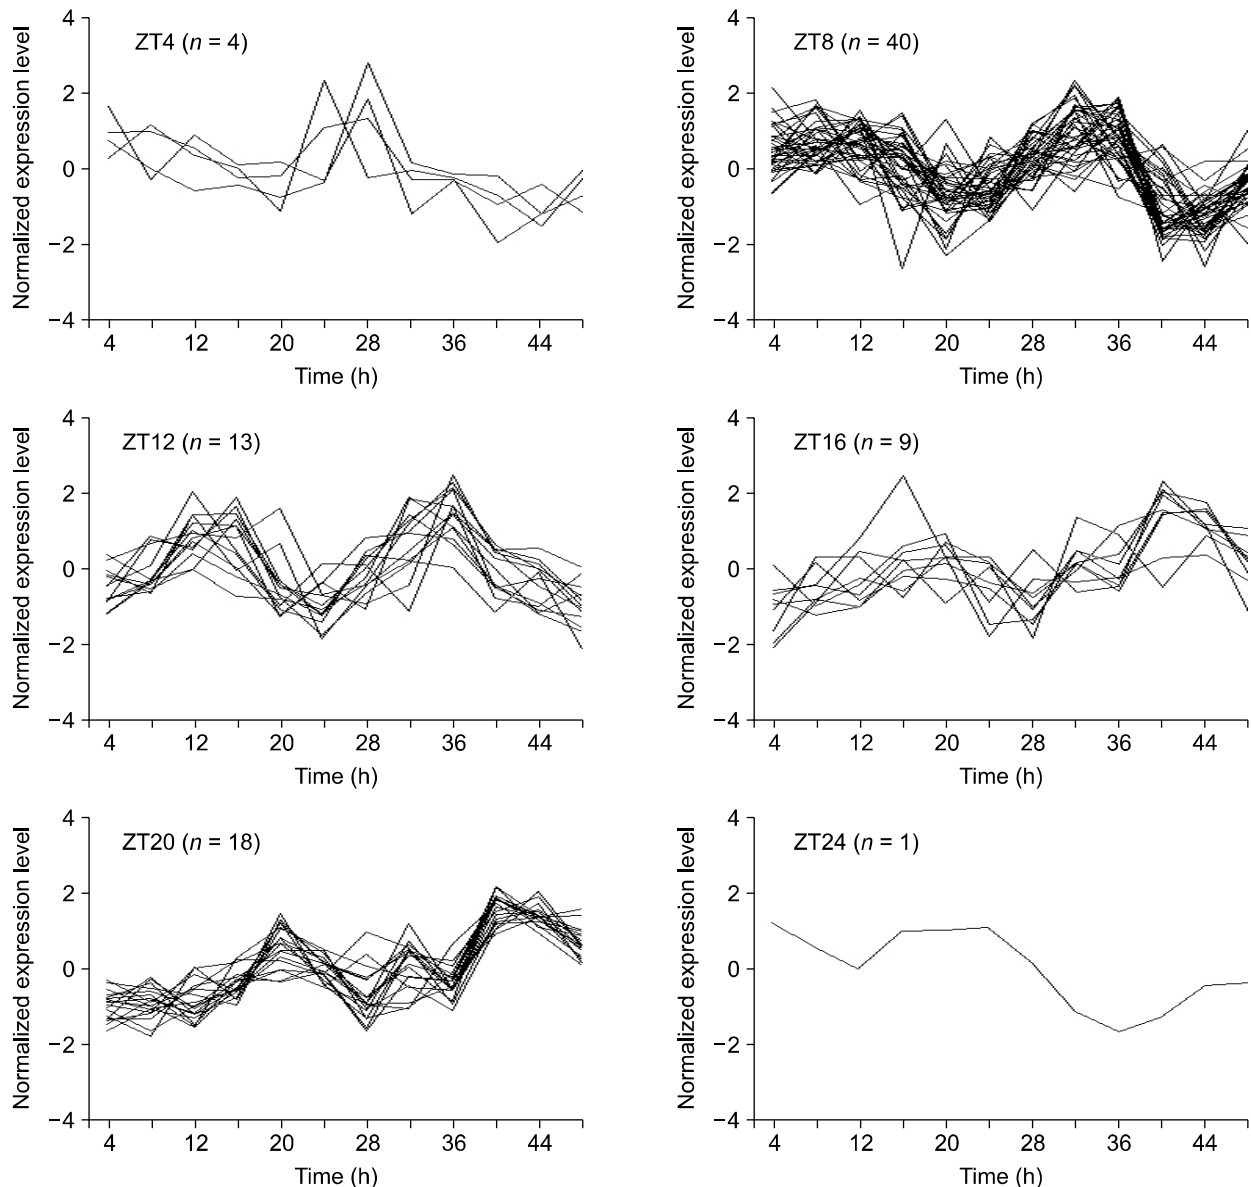 4
2
0
−2
−4
Normalized expression level
ZT4 (n = 4)
4 12 20 28 36 44
Time (h)
4
2
0
−2
−4
Normalized expression level
ZT8 (n = 40)
4 12 20 28 36 44
Time (h)
4
2
0
−2
−4
Normalized expression level
ZT12 (n = 13)
4 12 20 28 36 44
Time (h)
4
2
0
−2
−4
Normalized expression level
ZT16 (n = 9)
4 12 20 28 36 44
Time (h)
4
2
0
−2
−4
Normalized expression level
ZT20 (n = 18)
4 12 20 28 36 44
Time (h)
4
2
0
−2
−4
Normalized expression level
ZT24 (n = 1)
4 12 20 28 36 44
Time (h)